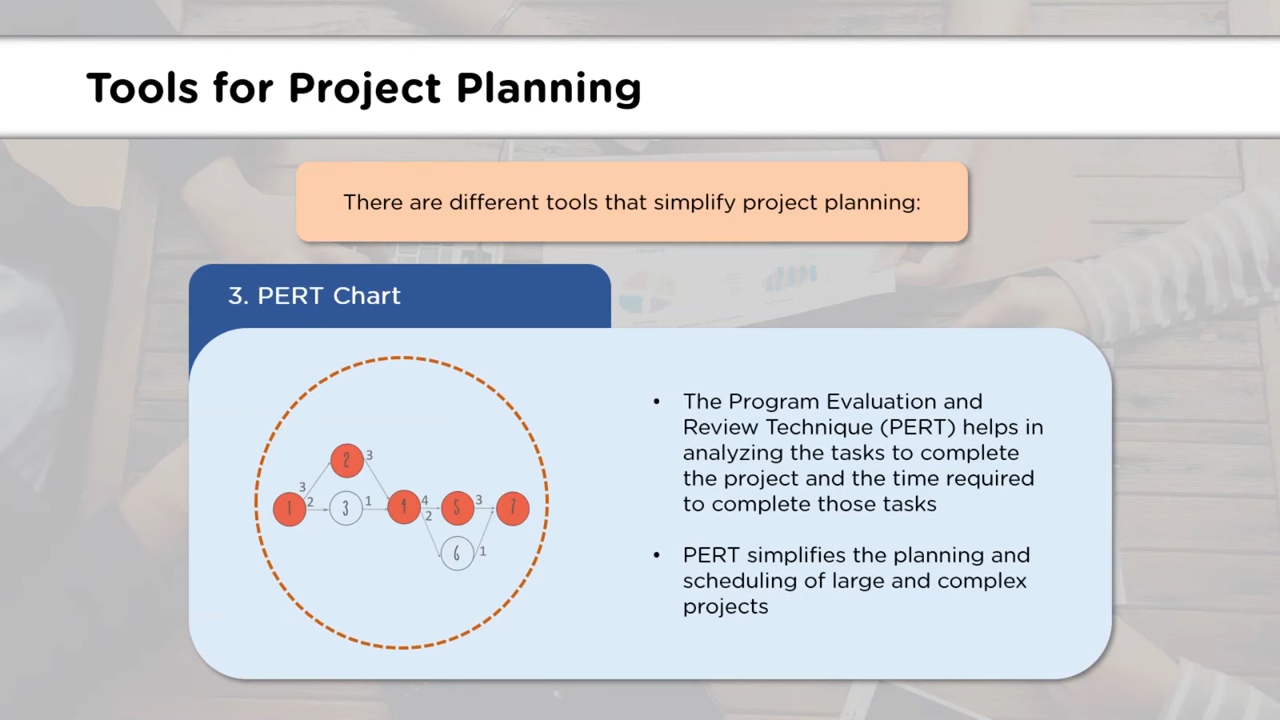 Tools for Project Planning
There are different tools that simplify project planning:
3. PERT Chart
• The Program Evaluation and
Review Technique (PERT) helps in
analyzing the tasks to complete
the project and the time required
to complete those tasks
• PERT simplifies the planning and
scheduling of large and complex
projects
2 3
3
1 2 3 1 4 4 5 3 7
2
6 1